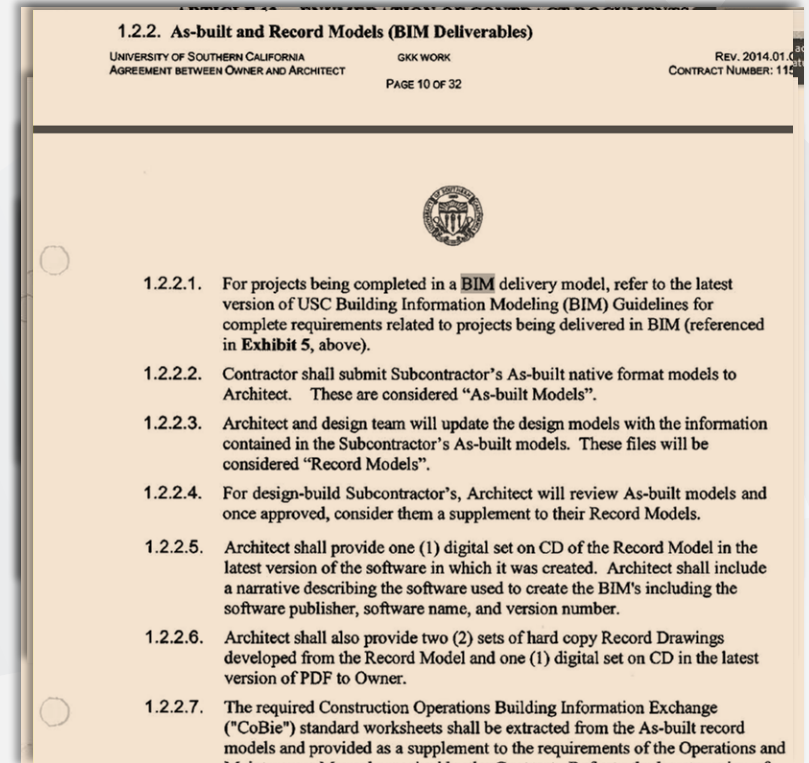 1.2.2. As-built and Record Models (BIM Deliverables)
UNIVERSITY OF SOUTHERN CALIFORNIA GKK WORK REV. 2014.01.
AGREEMENT BETWEEN OWNER AND ARCHITECT CONTRACT NUMBER: 115
PAGE 10 OF 32
1.2.2.1. For projects being completed in a BIM delivery model, refer to the latest
version of USC Building Information Modeling (BIM) Guidelines for
complete requirements related to projects being delivered in BIM (referenced
in Exhibit 5, above).
1.2.2.2. Contractor shall submit Subcontractor's As-built native format models to
Architect. These are considered “As-built Models”.
1.2.2.3. Architect and design team will update the design models with the information
contained in the Subcontractor's As-built models. These files will be
considered “Record Models”.
1.2.2.4. For design-build Subcontractor's, Architect will review As-built models and
once approved, consider them a supplement to their Record Models.
1.2.2.5. Architect shall provide one (1) digital set on CD of the Record Model in the
latest version of the software in which it was created. Architect shall include
a narrative describing the software used to create the BIM's including the
software publisher, software name, and version number.
1.2.2.6. Architect shall also provide two (2) sets of hard copy Record Drawings
developed from the Record Model and one (1) digital set on CD in the latest
version of PDF to Owner.
1.2.2.7. The required Construction Operations Building Information Exchange
("CoBie") standard worksheets shall be extracted from the As-built record
models and provided as a supplement to the requirements of the Operations and